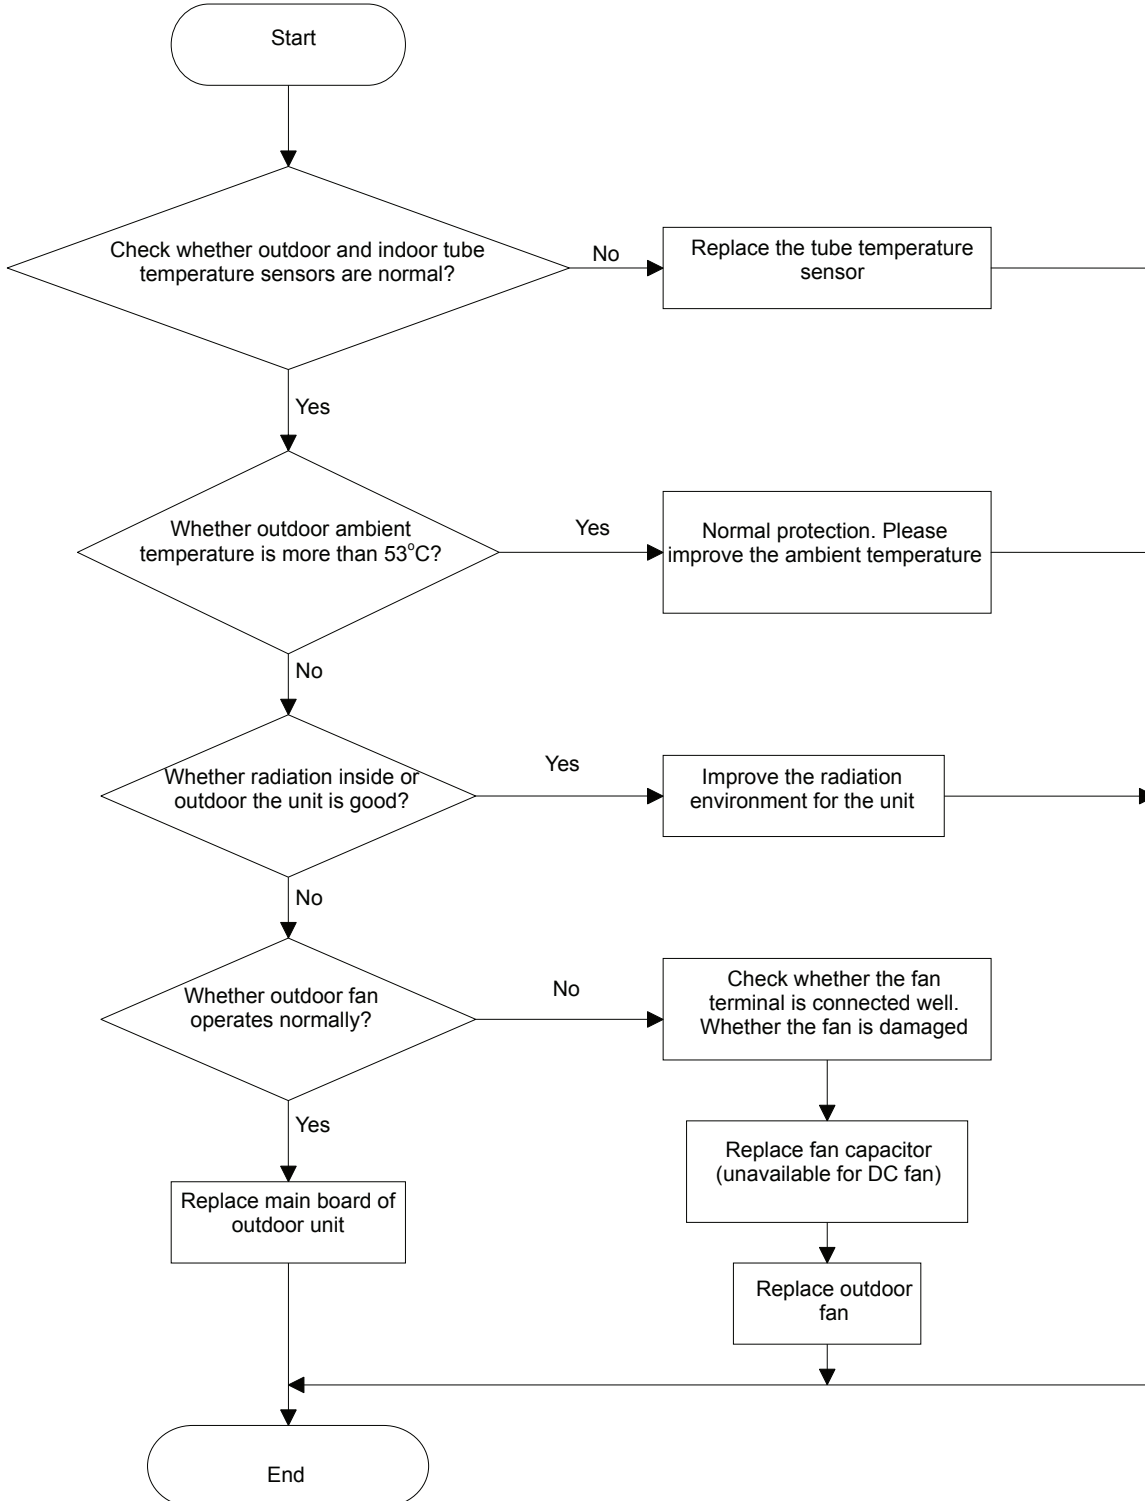 Start
Check whether outdoor and indoor tube
temperature sensors are normal?
No
Replace the tube temperature
sensor
Yes
Whether outdoor ambient
temperature is more than 53°C?
Yes
Normal protection. Please
improve the ambient temperature
No
Whether radiation inside or
outdoor the unit is good?
Yes
Improve the radiation
environment for the unit
No
Whether outdoor fan
operates normally?
No
Check whether the fan
terminal is connected well.
Whether the fan is damaged
Yes
Replace fan capacitor
(unavailable for DC fan)
Replace main board of
outdoor unit
Replace outdoor
fan
End